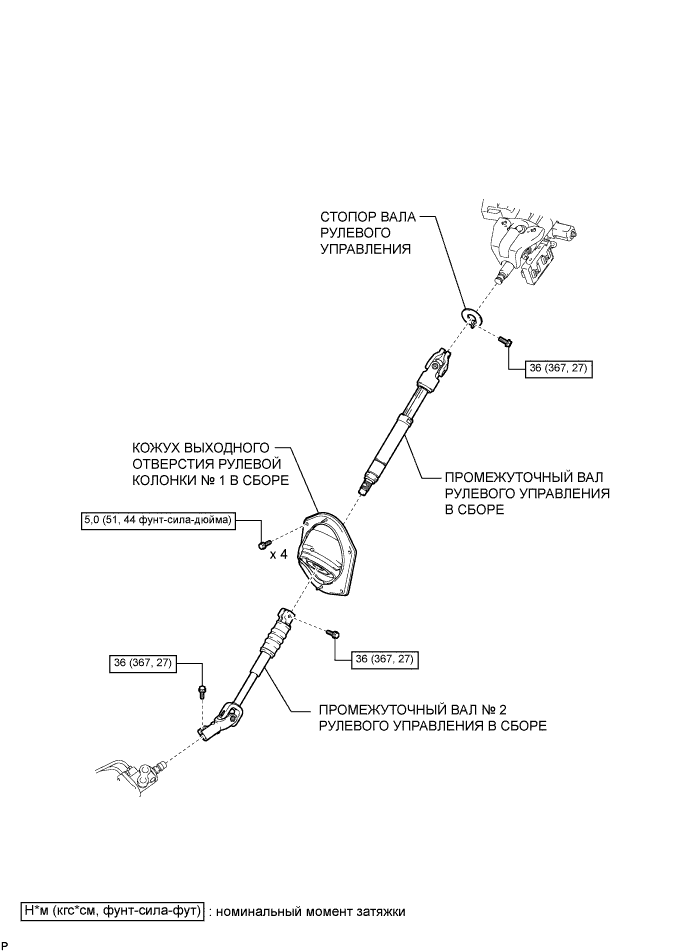 СТОПОР ВАЛА
РУЛЕВОГО
УПРАВЛЕНИЯ
36 (367, 27)
КОЖУХ ВЫХОДНОГО
ОТВЕРСТИЯ РУЛЕВОЙ
КОЛОНКИ № 1 В СБОРЕ
ПРОМЕЖУТОЧНЫЙ ВАЛ
РУЛЕВОГО УПРАВЛЕНИЯ
В СБОРЕ
5,0 (51, 44 фунт-сила-дюйма)
x 4
36 (367, 27)
36 (367, 27)
ПРОМЕЖУТОЧНЫЙ ВАЛ № 2
РУЛЕВОГО УПРАВЛЕНИЯ В СБОРЕ
Н*м (кгс*см, фунт-сила-фут) : номинальный момент затяжки
P